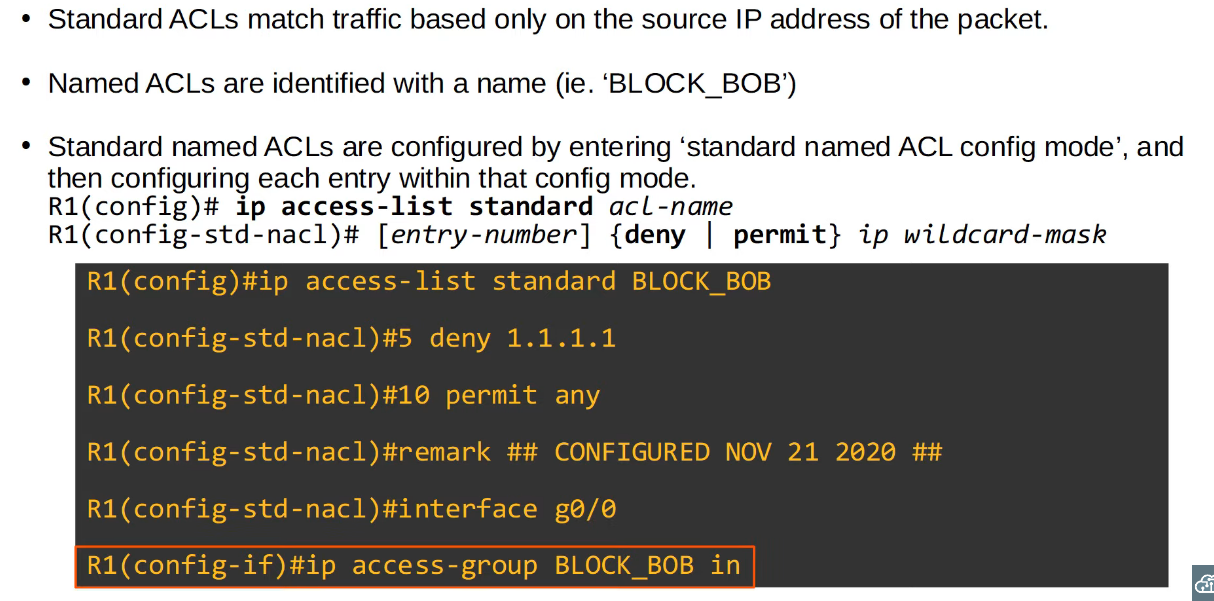 • Standard ACLs match traffic based only on the source IP address of the packet.
• Named ACLs are identified with a name (ie. ‘BLOCK_BOB’)
• Standard named ACLs are configured by entering ‘standard named ACL config mode’, and
then configuring each entry within that config mode.
R1(config)# ip access-list standard acl-name
R1(config-std-nacl)# [entry-number] {deny | permit} ip wildcard-mask
R1(config)#ip access-list standard BLOCK_BOB
R1(config-std-nacl)#5 deny 1.1.1.1
R1(config-std-nacl)#10 permit any
R1(config-std-nacl)#remark ## CONFIGURED NOV 21 2020 ##
R1(config-std-nacl)#interface g0/0
R1(config-if)#ip access-group BLOCK_BOB in